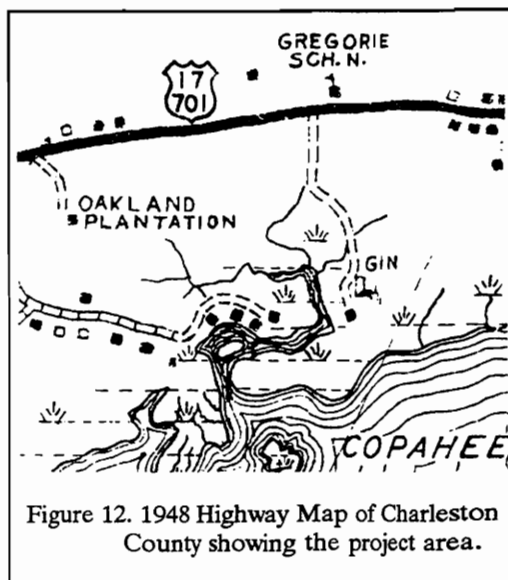 GREGORIE
SCH. N.
17
701
OAKLAND
PLANTATION
GIN
COPAHEE
Figure 12. 1948 Highway Map of Charleston
County showing the project area.